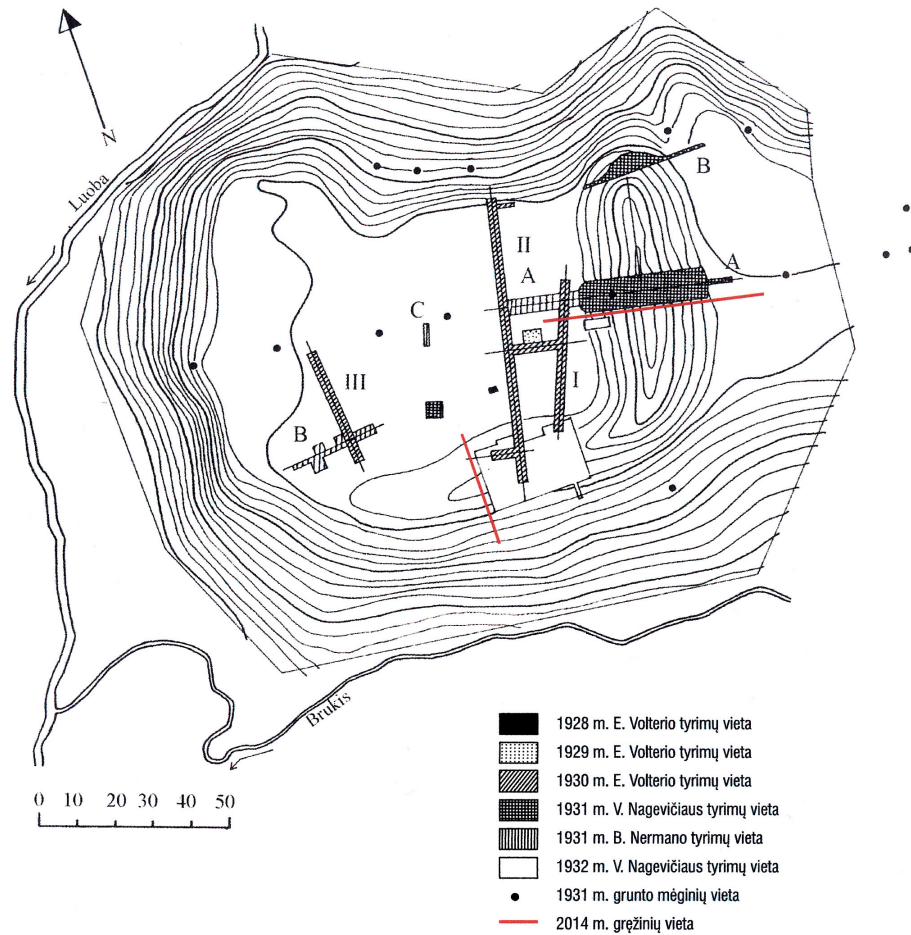 N
Luoba
B
II
A
A
C
I
III
B
Brukis
0 10 20 30 40 50
1928 m. E. Volterio tyrimų vieta
1929 m. E. Volterio tyrimų vieta
1930 m. E. Volterio tyrimų vieta
1931 m. V. Nagevičiaus tyrimų vieta
1931 m. B. Nermano tyrimų vieta
1932 m. V. Nagevičiaus tyrimų vieta
1931 m. grunto mėginių vieta
2014 m. gręžinių vieta